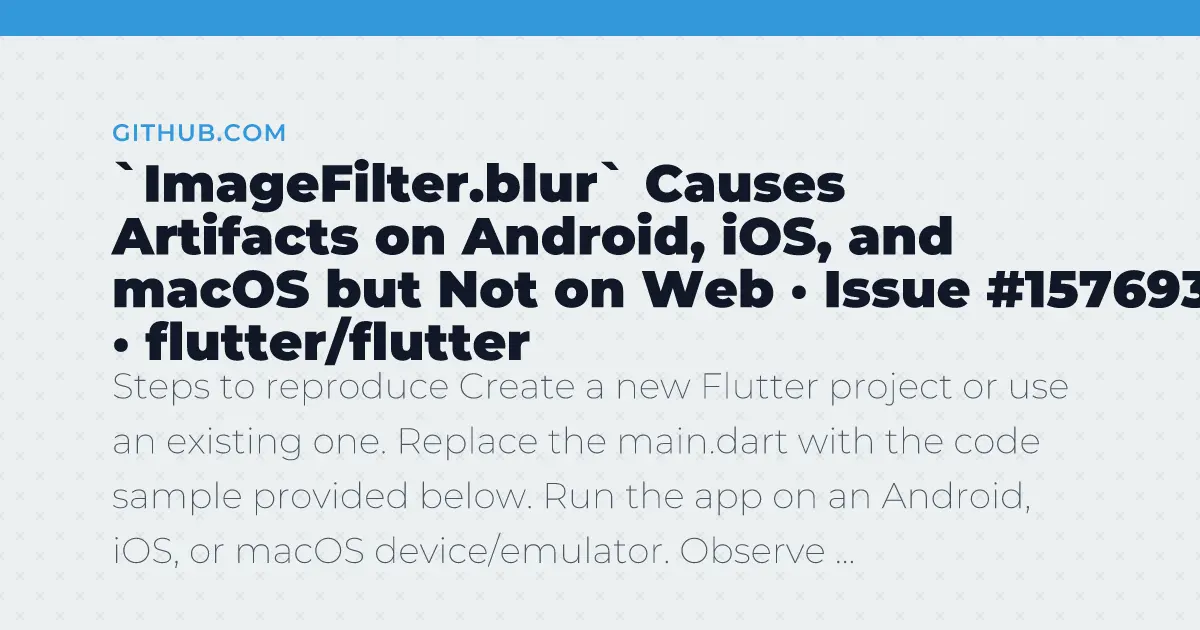 GITHUB.COM
`ImageFilter.blur` Causes
Artifacts on Android, iOS, and
macOS but Not on Web • Issue #157693
• flutter/flutter
Steps to reproduce Create a new Flutter project or use
an existing one. Replace the main.dart with the code
sample provided below. Run the app on an Android,
iOS, or macOS device/emulator. Observe ...